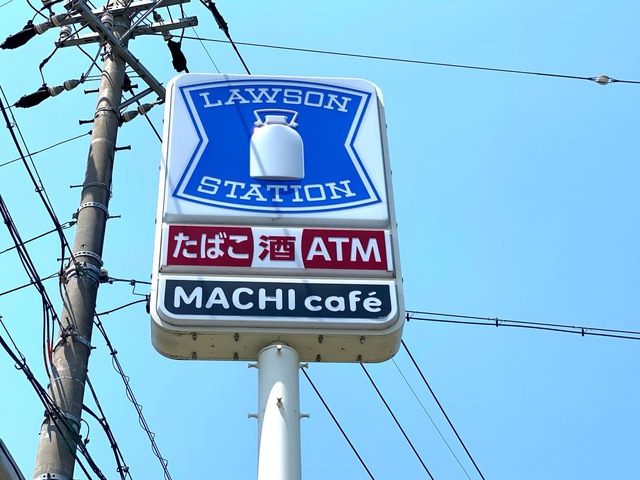 LAWSON
STATION
たばこ 酒 ATM
MACHI café